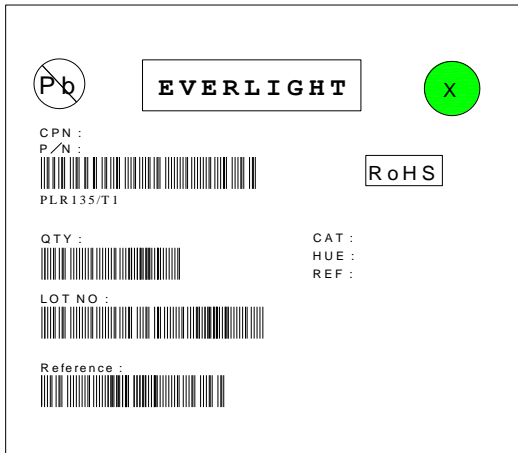 Pb
EVERLIGHT
X
CPN :
P/N :
RoHS
PLR135/T1
QTY :
CAT :
HUE :
REF :
LOT NO :
Reference :